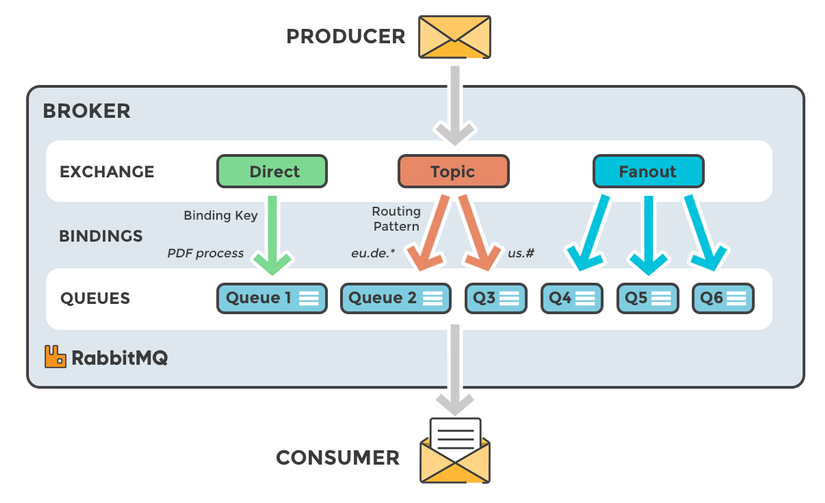 PRODUCER
BROKER
EXCHANGE
Direct
Topic
Fanout
BINDINGS
Binding Key
PDF process
Routing
Pattern
eu.de.*
us.#
QUEUES
Queue 1
Queue 2
Q3
Q4
Q5
Q6
RabbitMQ
CONSUMER